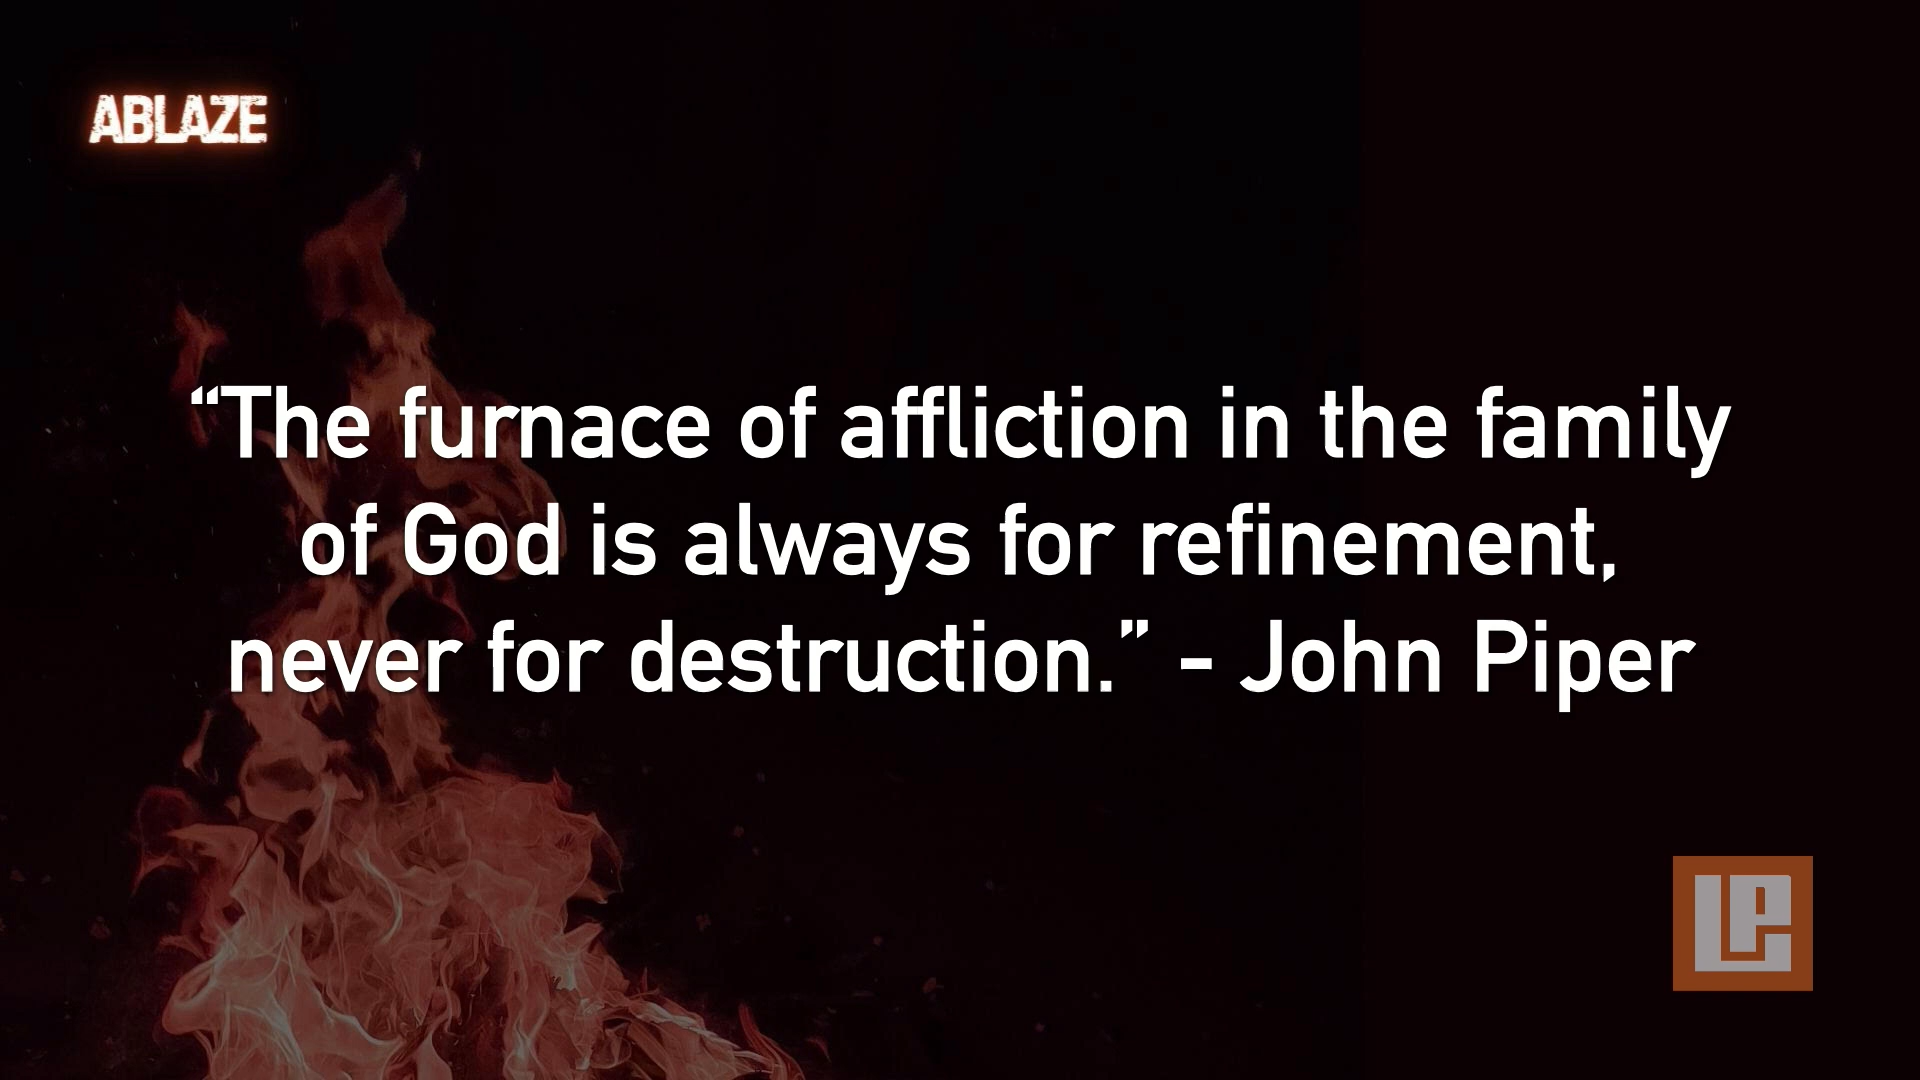 ABLAZE
“The furnace of affliction in the family
of God is always for refinement,
never for destruction.” - John Piper
LP